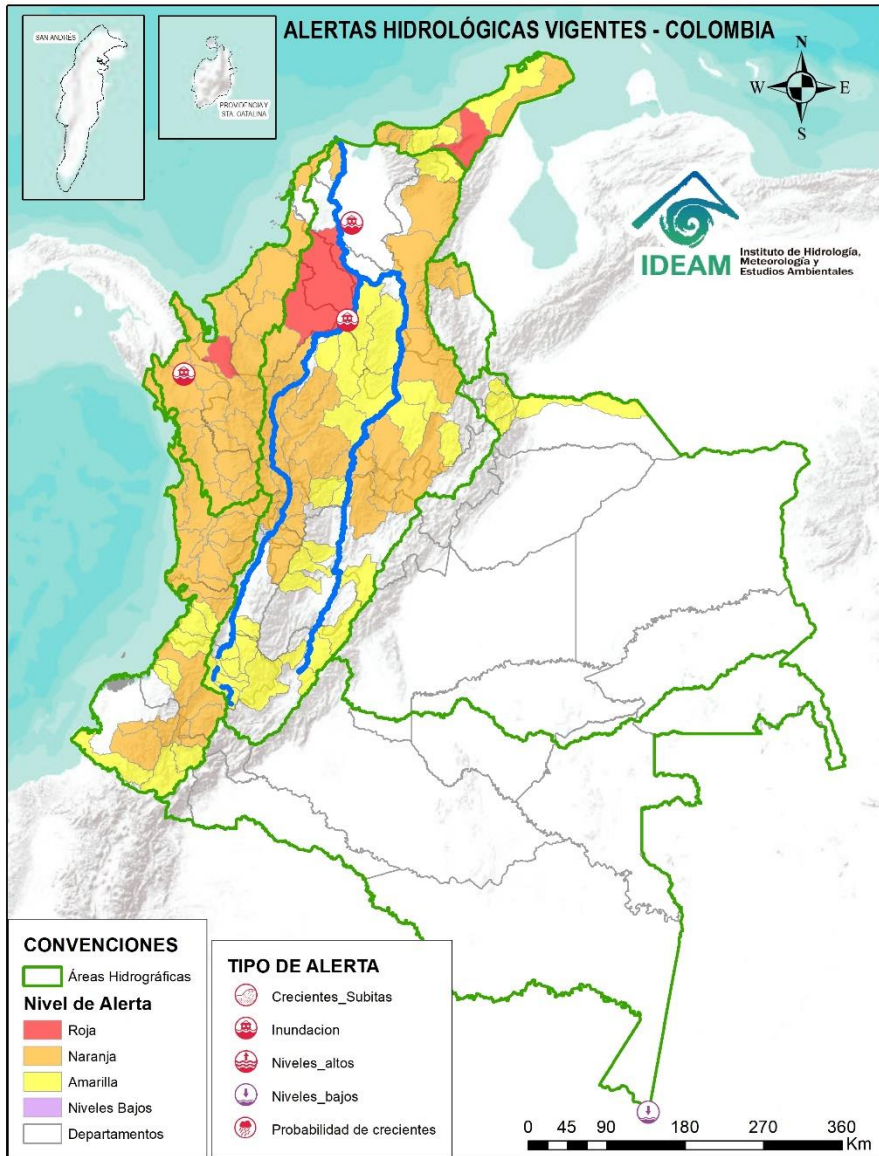 ALERTAS HIDROLÓGICAS VIGENTES - COLOMBIA
SAN ANDRÉS
PROVIDENCIA Y
STA. CATALINA
N
W
E
S
IDEAM
Instituto de Hidrología,
Meteorología y
Estudios Ambientales
CONVENCIONES
Áreas Hidrográficas
Nivel de Alerta
Roja
Naranja
Amarilla
Niveles Bajos
Departamentos
TIPO DE ALERTA
Crecientes_Subitas
Inundacion
Niveles_altos
Niveles_bajos
Probabilidad de crecientes
0 45 90 180 270 360
Km